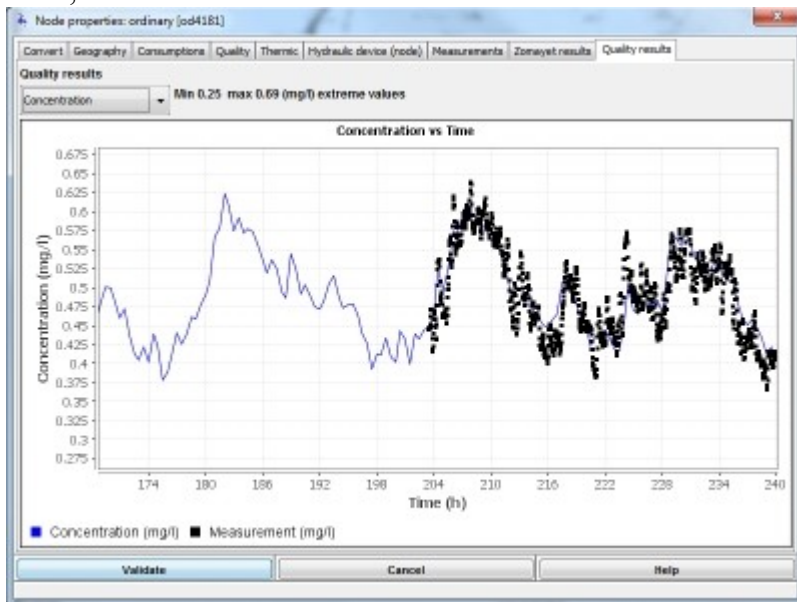 Node properties: ordinary [od4181]
Convert Geography Consumptions Quality Thermic Hydraulic device (node) Measurements Zomayet results Quality results
Quality results
Concentration Min 0.25 max 0.69 (mg/l) extreme values
Concentration vs Time
0.675
0.65
0.625
0.6
0.575
0.55
0.525
0.5
0.475
0.45
0.425
0.4
0.375
0.35
0.325
0.3
0.275
Concentration (mg/l)
174 180 186 192 198 204 210 216 222 228 234 240
Time (h)
Concentration (mg/l) Measurement (mg/l)
Validate Cancel Help